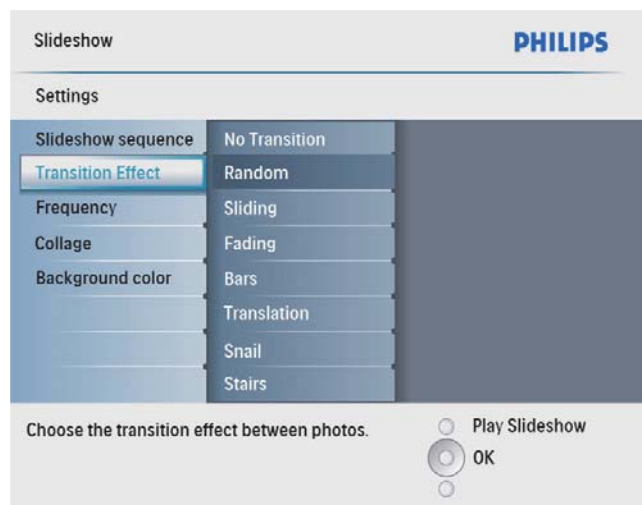 Slideshow
PHILIPS
Settings
Slideshow sequence
Transition Effect
Frequency
Collage
Background color
No Transition
Random
Sliding
Fading
Bars
Translation
Snail
Stairs
Choose the transition effect between photos.
Play Slideshow
OK